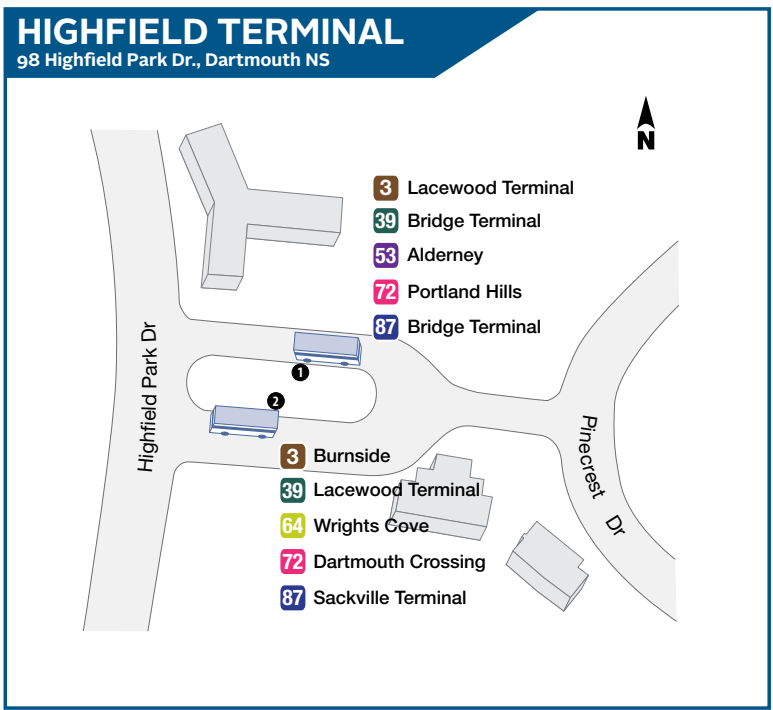 HIGHFIELD TERMINAL
98 Highfield Park Dr., Dartmouth NS
N
3 Lacewood Terminal
39 Bridge Terminal
53 Alderney
72 Portland Hills
87 Bridge Terminal
Highfield Park Dr
1
2
Pinecrest Dr
3 Burnside
39 Lacewood Terminal
64 Wrights Cove
72 Dartmouth Crossing
87 Sackville Terminal